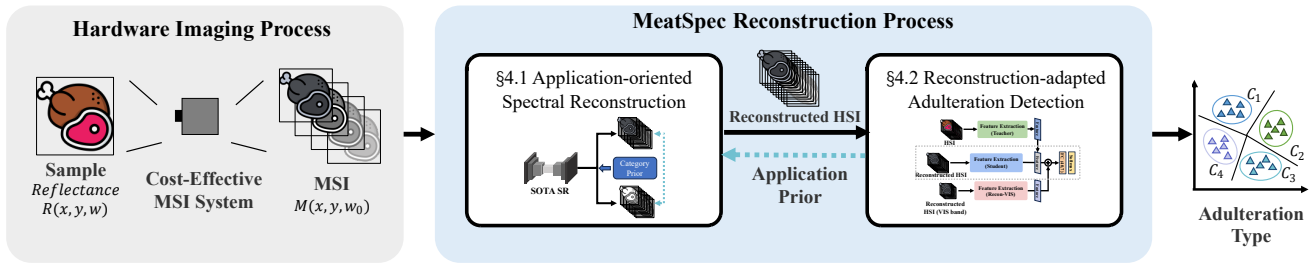 Hardware Imaging Process
Sample
Reflectance
R(x, y, w)
Cost-Effective
MSI System
MSI
M(x, y, w₀)
MeatSpec Reconstruction Process
§4.1 Application-oriented
Spectral Reconstruction
SOTA SR
Category
Prior
Reconstructed HSI
Application
Prior
§4.2 Reconstruction-adapted
Adulteration Detection
HSI
Feature Extraction
(Teacher)
Reconstructed HSI
Feature Extraction
(Student)
Reconstructed
HSI (VIS band)
Feature Extraction
(Recon-VIS)
C₁
C₂
C₃
C₄
Adulteration
Type